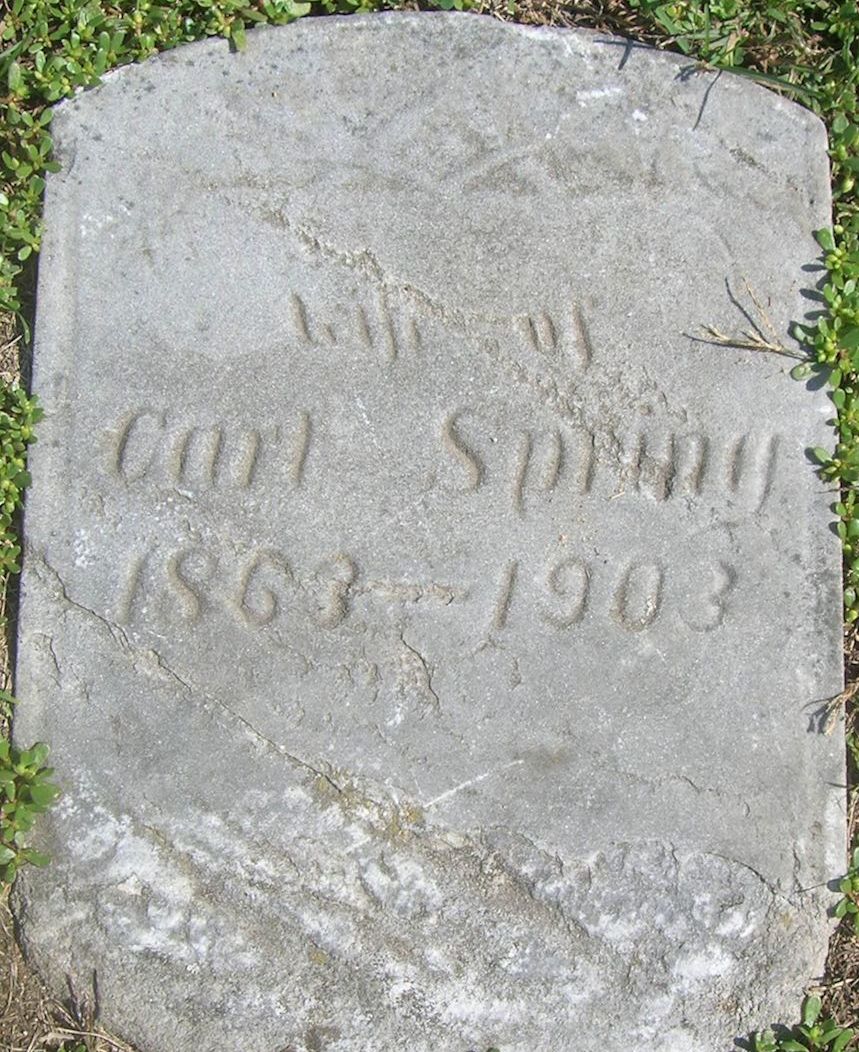 wife of
Carl Spring
1863-1903